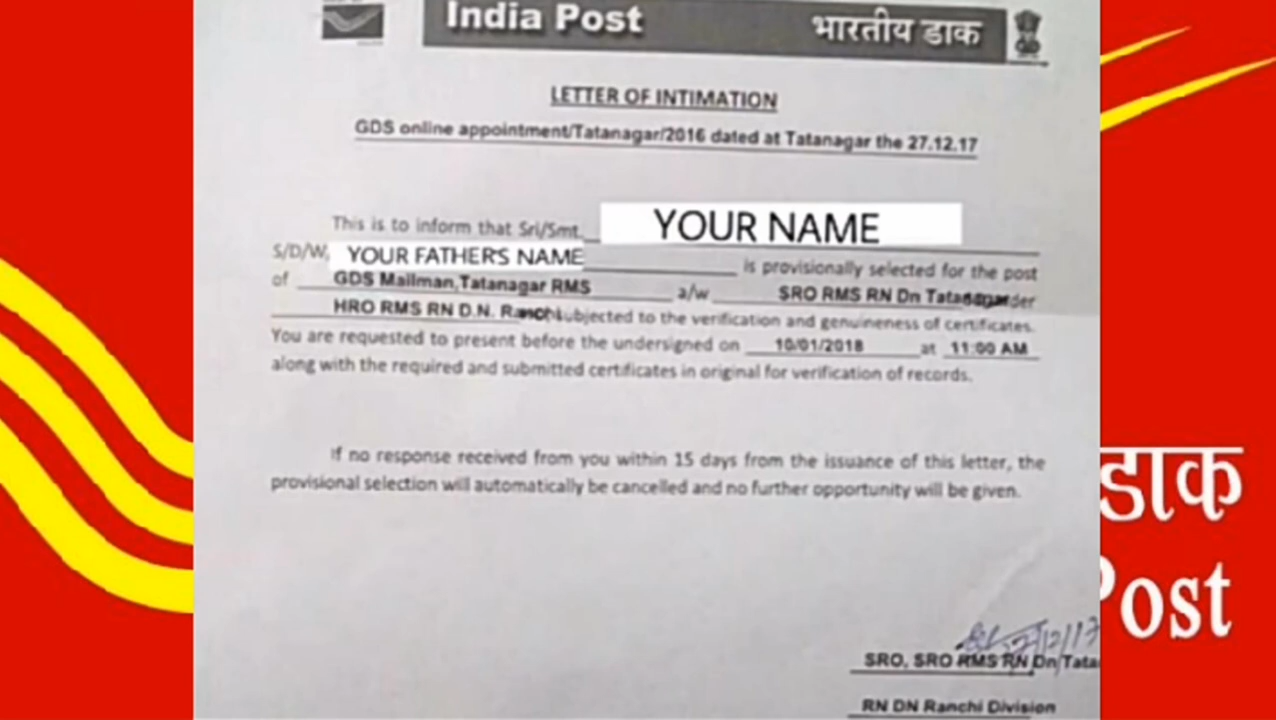 India Post
भारतीय डाक
LETTER OF INTIMATION
GDS online appointment/Tatanagar/2016 dated at Tatanagar the 27.12.17
This is to inform that Sri/Smt. YOUR NAME
S/D/W, YOUR FATHER'S NAME is provisionally selected for the post
of GDS Mailman,Tatanagar RMS a/w SRO RMS RN Dn Tatanagar
HRO RMS RN D.N. Ranchi subjected to the verification and genuineness of certificates.
You are requested to present before the undersigned on 10/01/2018 at 11:00 AM
along with the required and submitted certificates in original for verification of records.
If no response received from you within 15 days from the issuance of this letter, the
provisional selection will automatically be cancelled and no further opportunity will be given.
SRO, SRO RMS RN Dn Tata
RN DN Ranchi Division
डाक
Post